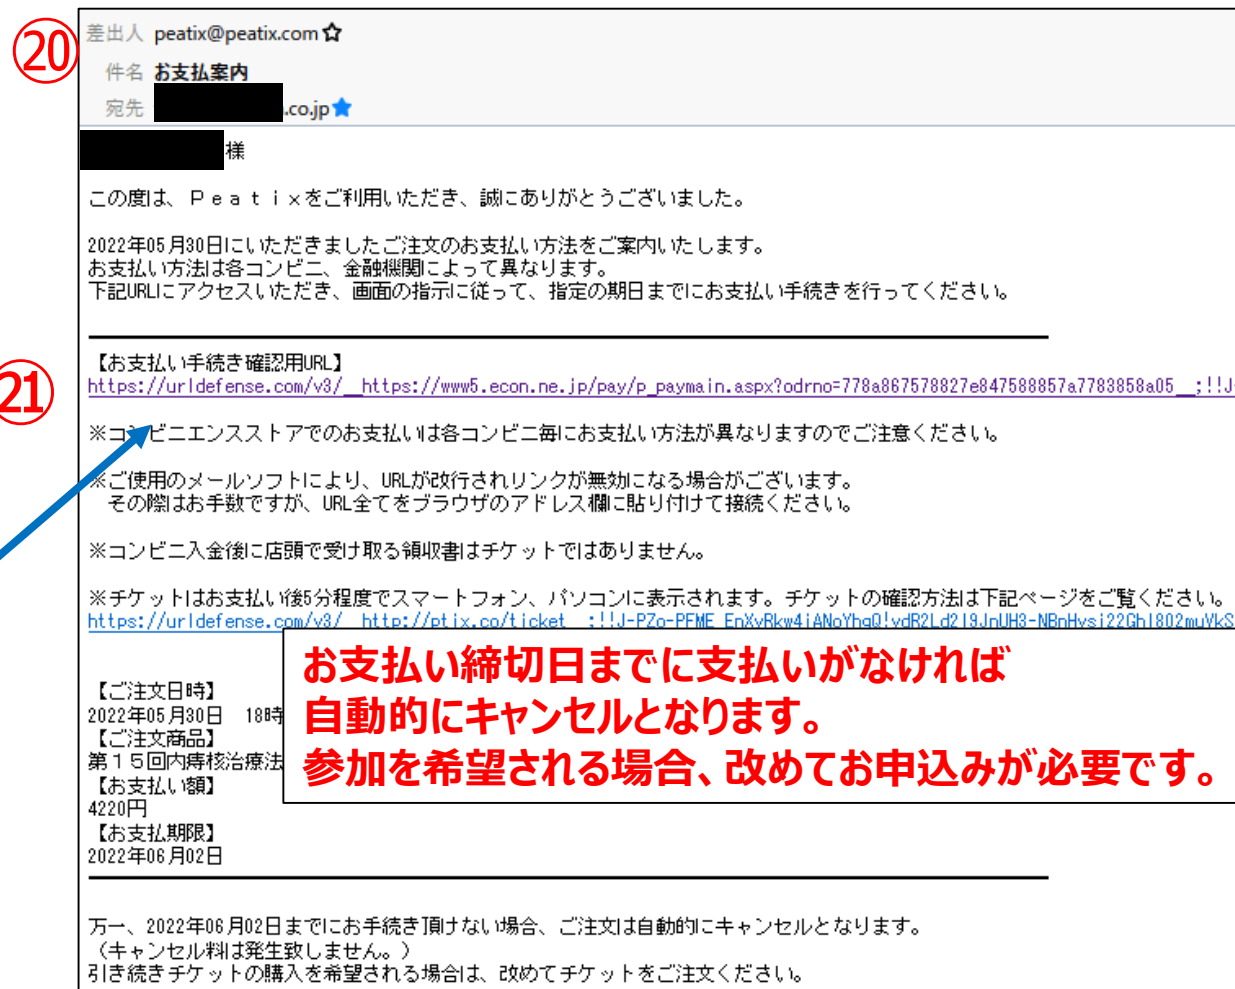 ⑳
差出人 peatix@peatix.com
件名 お支払案内
宛先 .co.jp
様
この度は、Ｐｅａｔｉｘをご利用いただき、誠にありがとうございました。
2022年05月30日にいただきましたご注文のお支払い方法をご案内いたします。
お支払い方法は各コンビニ、金融機関によって異なります。
下記URLにアクセスいただき、画面の指示に従って、指定の期日までにお支払い手続きを行ってください。
㉑
【お支払い手続き確認用URL】
https://urldefense.com/v3/__https://www5.econ.ne.jp/pay/p_paymain.aspx?odrno=778a867578827e847588857a7783858a05__;!!J
※コンビニエンスストアでのお支払いは各コンビニ毎にお支払い方法が異なりますのでご注意ください。
※ご使用のメールソフトにより、URLが改行されリンクが無効になる場合がございます。
その際はお手数ですが、URL全てをブラウザのアドレス欄に貼り付けて接続ください。
※コンビニ入金後に店頭で受け取る領収書はチケットではありません。
※チケットはお支払い後5分程度でスマートフォン、パソコンに表示されます。チケットの確認方法は下記ページをご覧ください。
https://urldefense.com/v3/__http://ptix.co/ticket__;!!J-PZo-PFME_EnXvRkw4iANoYhgQ!
お支払い締切日までに支払いがなければ
自動的にキャンセルとなります。
参加を希望される場合、改めてお申込みが必要です。
【ご注文日時】
2022年05月30日 18時
【ご注文商品】
第１５回内痔核治療法
【お支払い額】
4220円
【お支払期限】
2022年06月02日
万一、2022年06月02日までにお手続き頂けない場合、ご注文は自動的にキャンセルとなります。
（キャンセル料は発生致しません。）
引き続きチケットの購入を希望される場合は、改めてチケットをご注文ください。